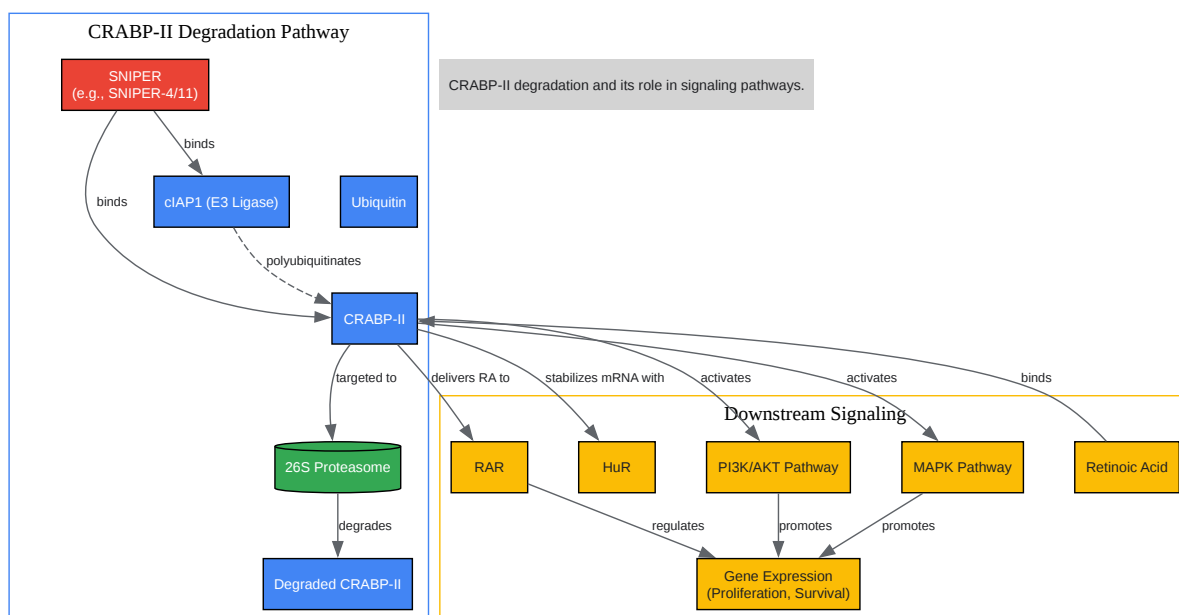 CRABP-II Degradation Pathway
SNIPER
(e.g., SNIPER-4/11)
CRABP-II degradation and its role in signaling pathways.
binds
binds
cIAP1 (E3 Ligase)
Ubiquitin
polyubiquitinates
CRABP-II
targeted to
delivers RA to
stabilizes mRNA with
activates
activates
binds
Downstream Signaling
26S Proteasome
RAR
HuR
PI3K/AKT Pathway
MAPK Pathway
Retinoic Acid
degrades
regulates
promotes
promotes
Degraded CRABP-II
Gene Expression
(Proliferation, Survival)